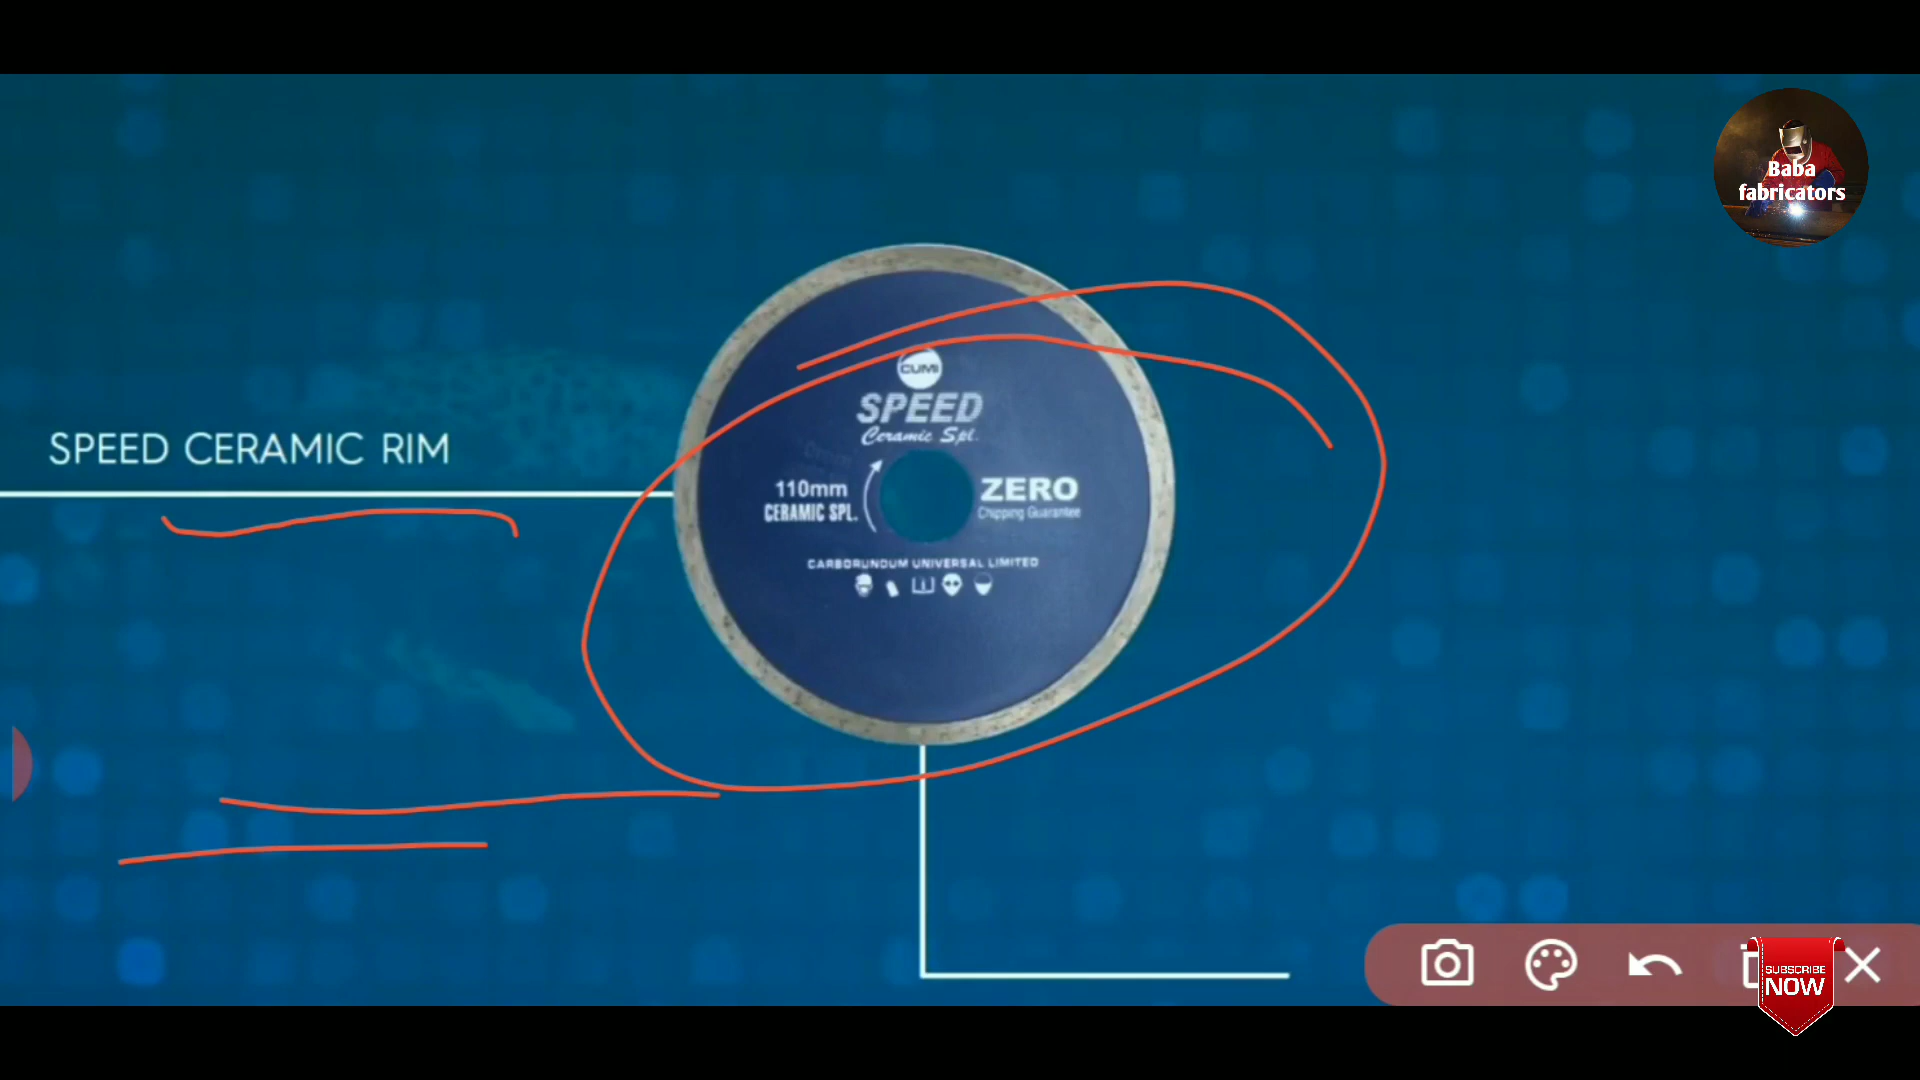 Baba
fabricators
CUMI
SPEED
Ceramic Spl.
SPEED CERAMIC RIM
110mm
CERAMIC SPL.
ZERO
Chipping Guarantee
CARBORUNDUM UNIVERSAL LIMITED
SUBSCRIBE
NOW